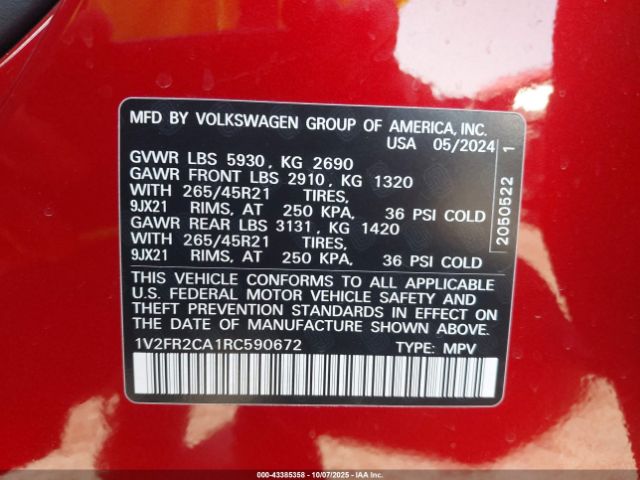 MFD BY VOLKSWAGEN GROUP OF AMERICA, INC.
USA 05/2024
GVWR LBS 5930, KG 2690
GAWR FRONT LBS 2910, KG 1320
WITH 265/45R21 TIRES,
9JX21 RIMS, AT 250 KPA, 36 PSI COLD
GAWR REAR LBS 3131, KG 1420
WITH 265/45R21 TIRES,
9JX21 RIMS, AT 250 KPA, 36 PSI COLD
THIS VEHICLE CONFORMS TO ALL APPLICABLE
U.S. FEDERAL MOTOR VEHICLE SAFETY AND
THEFT PREVENTION STANDARDS IN EFFECT ON
THE DATE OF MANUFACTURE SHOWN ABOVE.
1V2FR2CA1RC590672 TYPE: MPV
2050522 1
000-43385358 - 10/07/2025 - © IAA Holdings, LLC.